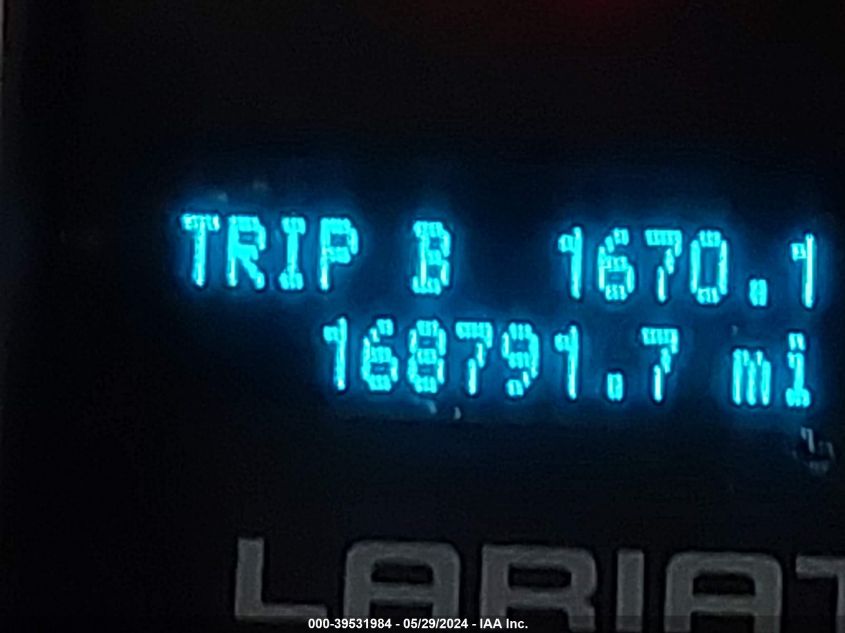 TRIP B 1670.1
168791.7 mi
LARIAT
000-39531984 - 05/29/2024 - IAA Inc.